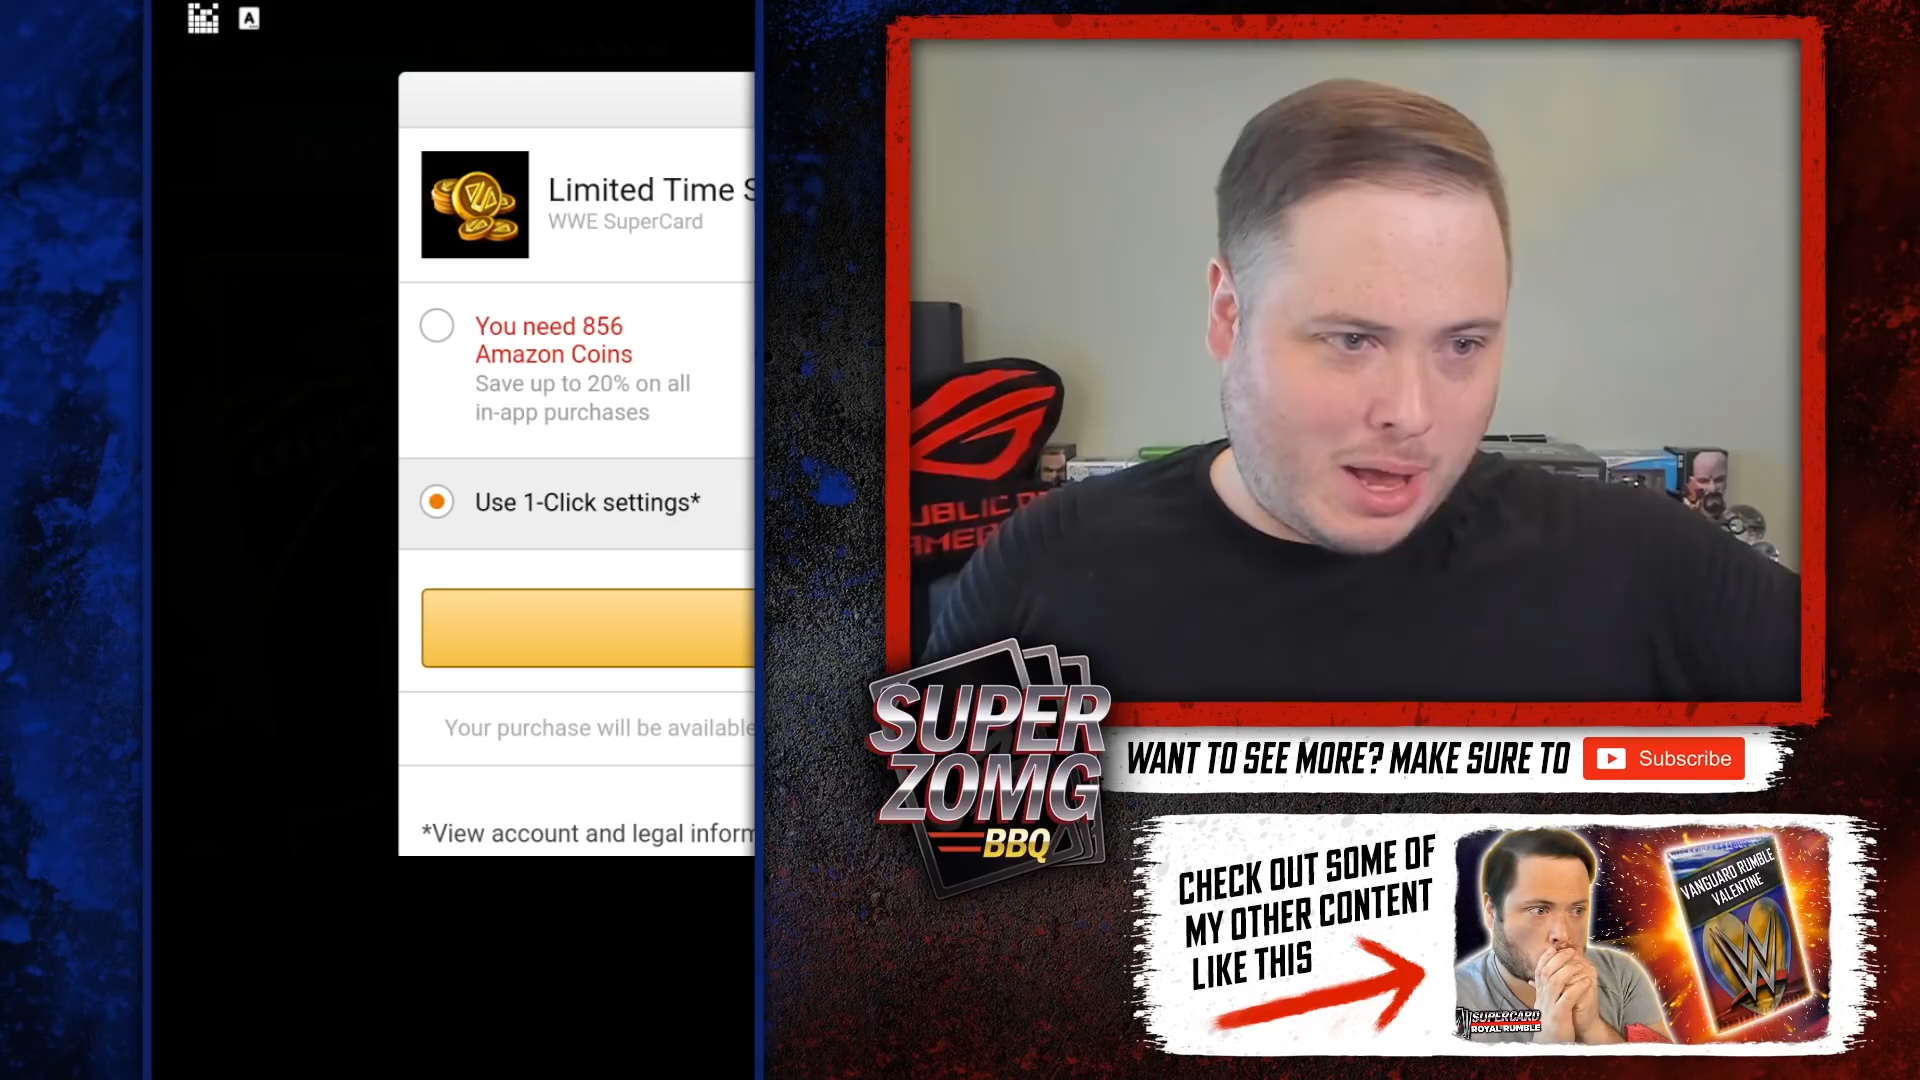 A
Limited Time S
WWE SuperCard
You need 856
Amazon Coins
Save up to 20% on all
in-app purchases
Use 1-Click settings*
Your purchase will be available
*View account and legal inform
SUPER
ZOMG
BBQ
WANT TO SEE MORE? MAKE SURE TO
Subscribe
CHECK OUT SOME OF
MY OTHER CONTENT
LIKE THIS
VANGUARD RUMBLE
VALENTINE
W
SUPERCARD
ROYAL RUMBLE